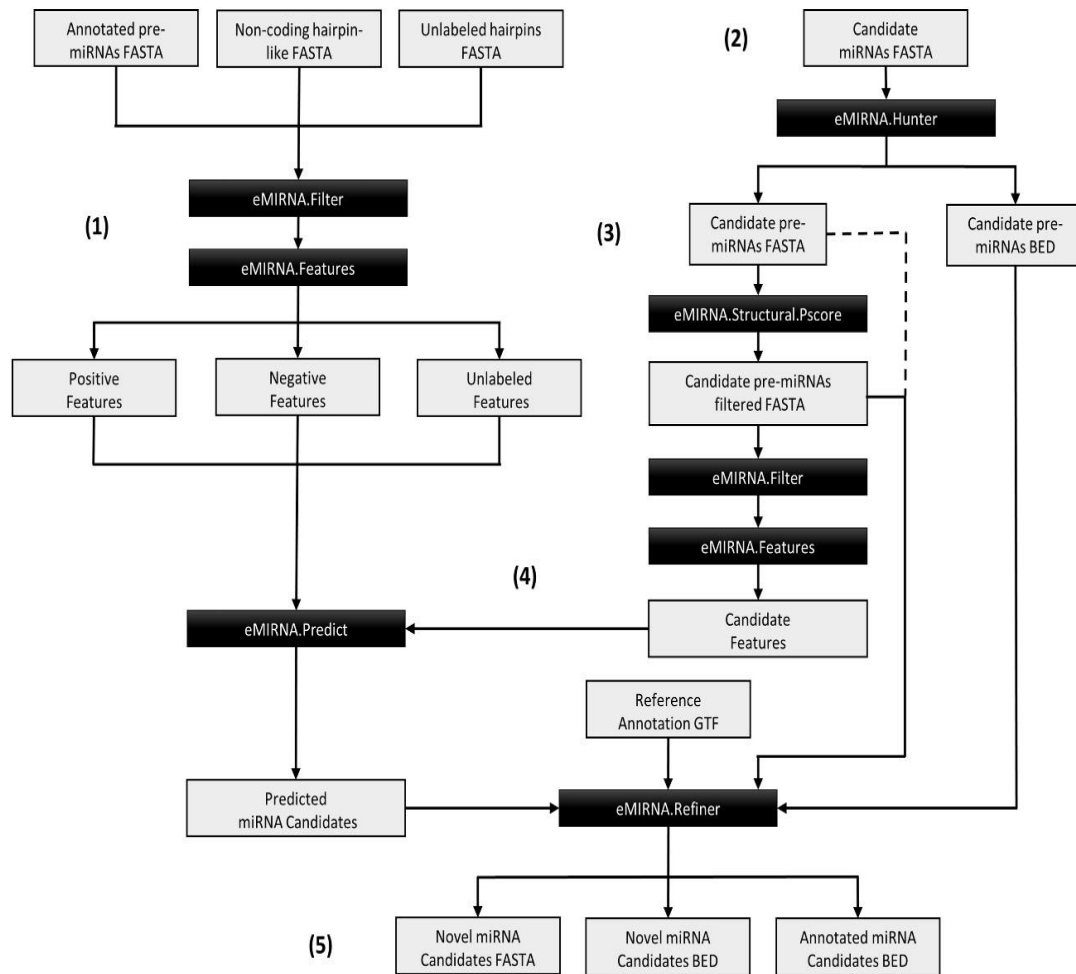 Annotated pre-
miRNAs FASTA
Non-coding hairpin-
like FASTA
Unlabeled hairpins
FASTA
(2)
Candidate
miRNAs FASTA
eMIRNA.Hunter
eMIRNA.Filter
(1)
(3)
Candidate pre-
miRNAs FASTA
Candidate pre-
miRNAs BED
eMIRNA.Features
eMIRNA.Structural.Pscore
Positive
Features
Negative
Features
Unlabeled
Features
Candidate pre-miRNAs
filtered FASTA
eMIRNA.Filter
eMIRNA.Features
(4)
eMIRNA.Predict
Candidate
Features
Reference
Annotation GTF
Predicted
miRNA Candidates
eMIRNA.Refiner
(5)
Novel miRNA
Candidates FASTA
Novel miRNA
Candidates BED
Annotated miRNA
Candidates BED